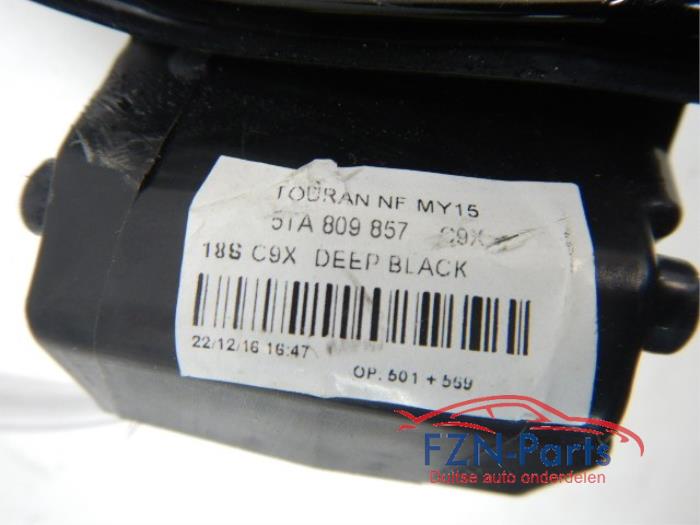 TOURAN NF MY15
5TA 809 857 C9X
18S C9X DEEP BLACK
22/12/16 16:47
OP. 501 + 569
FZN-Parts
Duitse auto onderdelen